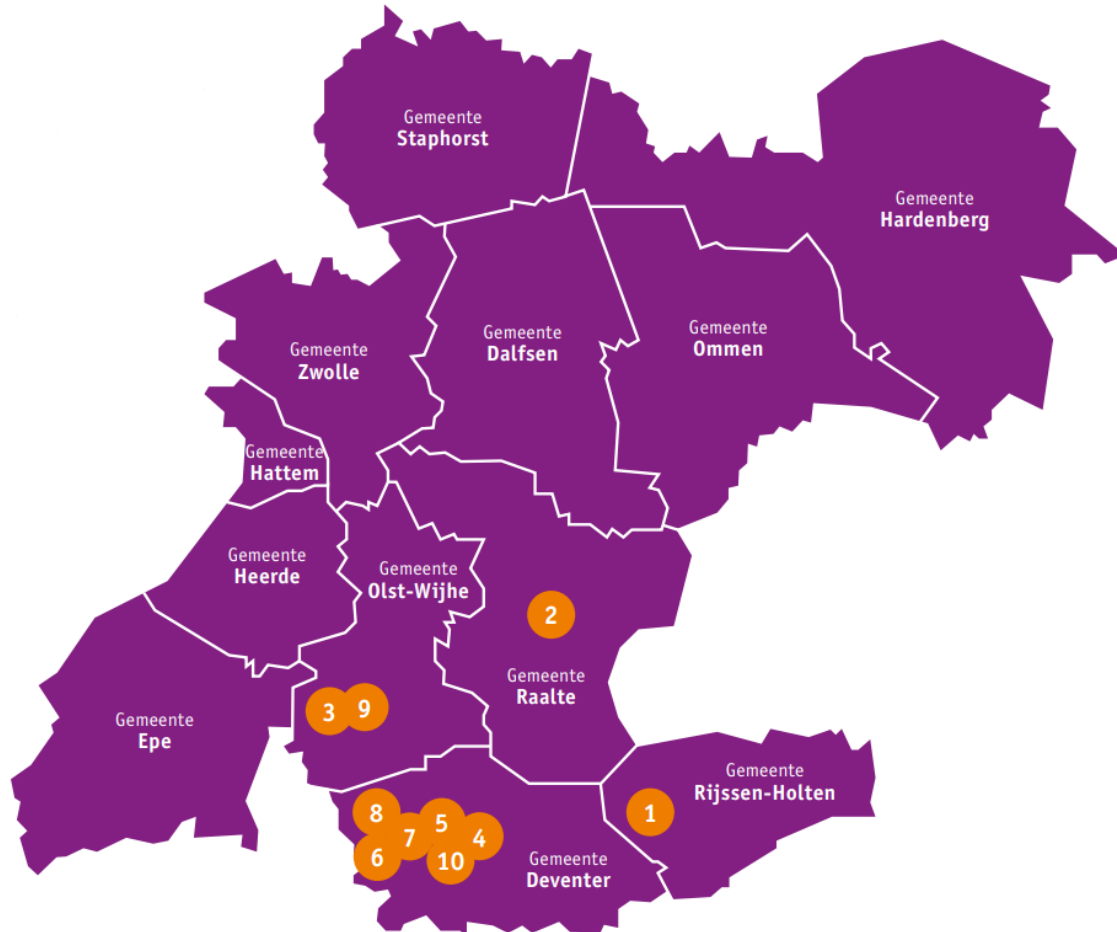 Gemeente
Staphorst
Gemeente
Hardenberg
Gemeente
Dalfsen
Gemeente
Ommen
Gemeente
Zwolle
Gemeente
Hattem
Gemeente
Heerde
Gemeente
Olst-Wijhe
2
Gemeente
Raalte
3
9
Gemeente
Epe
Gemeente
Rijssen-Holten
1
8
5
7
4
6
10
Gemeente
Deventer